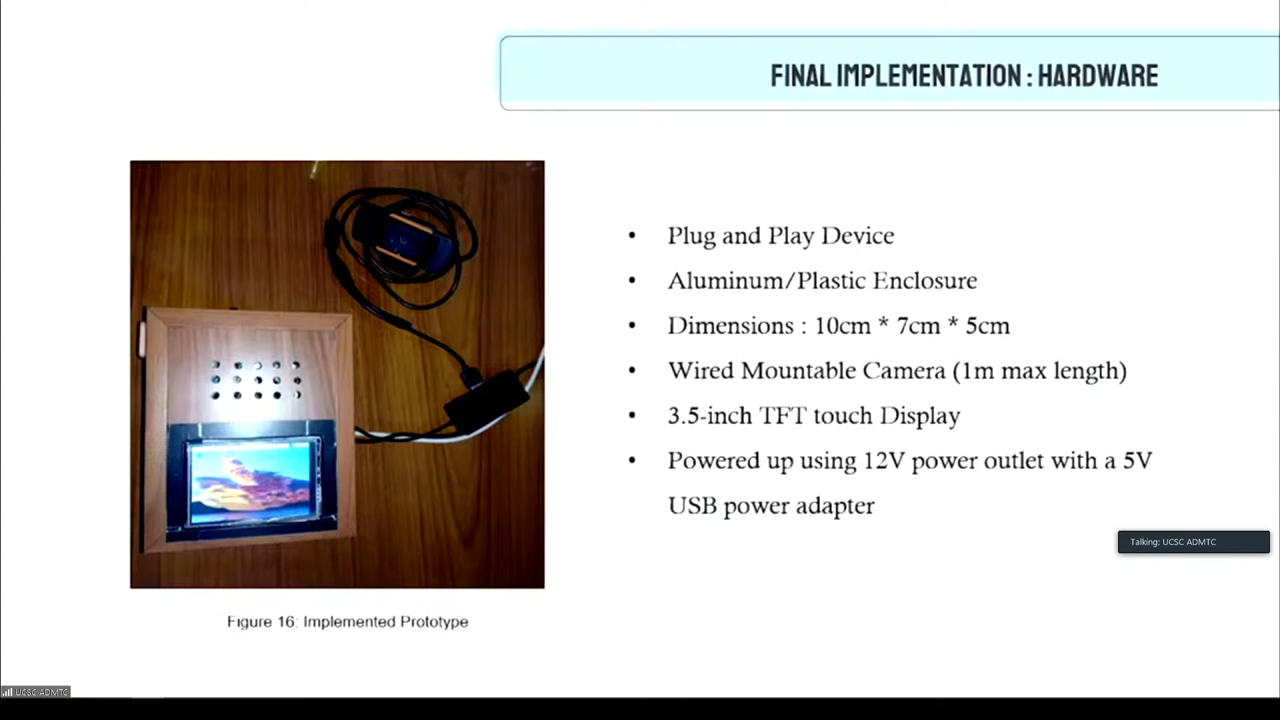 FINAL IMPLEMENTATION : HARDWARE
• Plug and Play Device
• Aluminum/Plastic Enclosure
• Dimensions : 10cm * 7cm * 5cm
• Wired Mountable Camera (1m max length)
• 3.5-inch TFT touch Display
• Powered up using 12V power outlet with a 5V
USB power adapter
Talking: UCSC ADMTC
Figure 16: Implemented Prototype
UCSC ADMTC